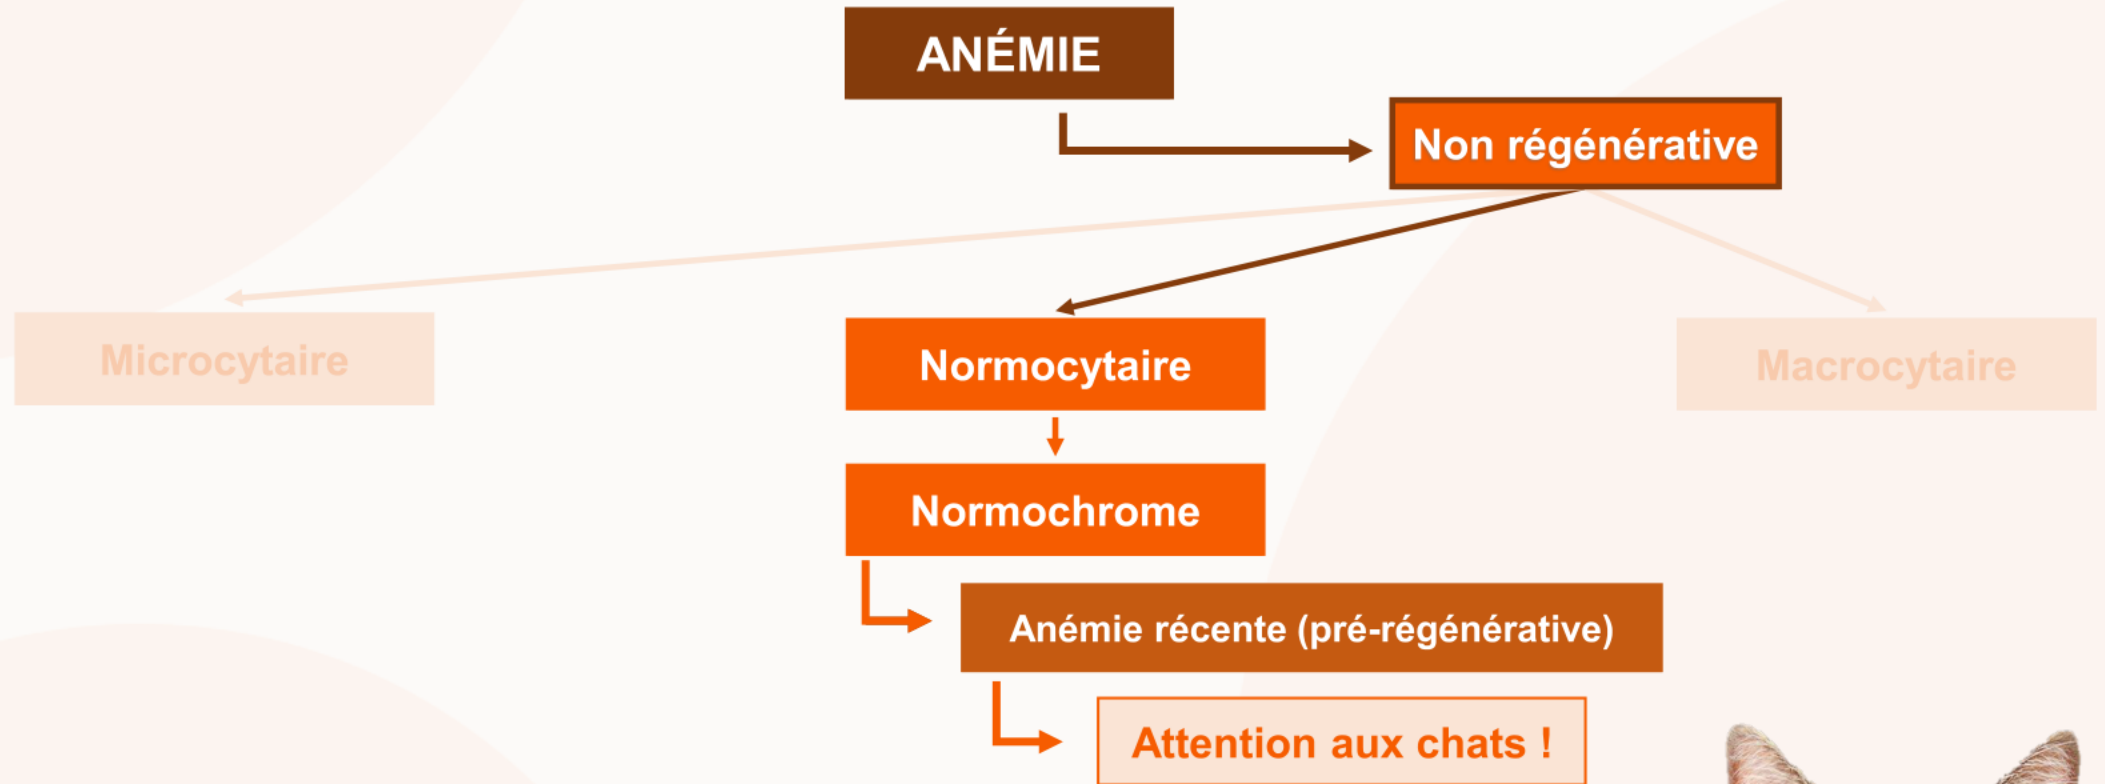 ANÉMIE
Non régénérative
Microcytaire
Normocytaire
Macrocytaire
Normochrome
Anémie récente (pré-régénérative)
Attention aux chats !